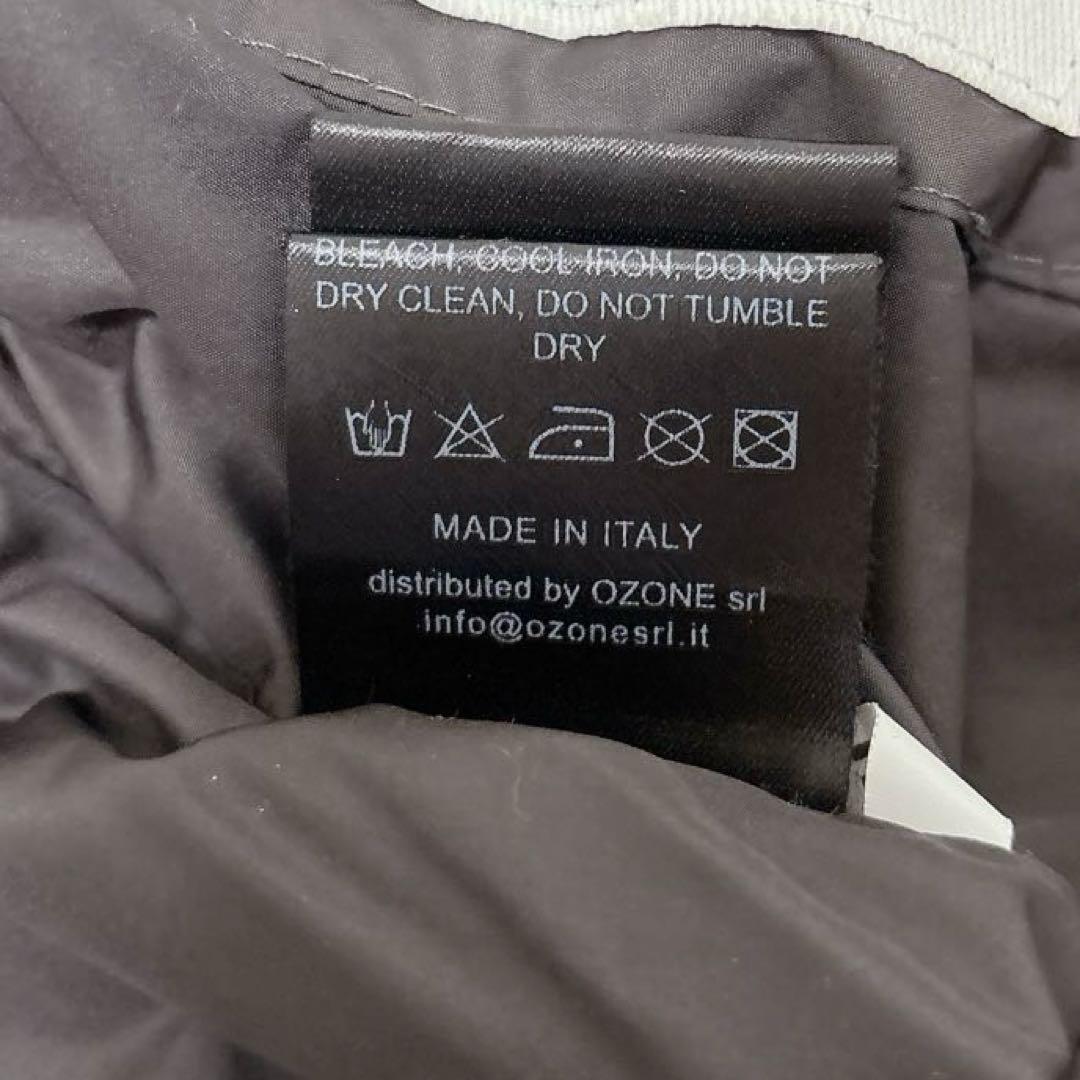 BLEACH, COOL IRON, DO NOT
DRY CLEAN, DO NOT TUMBLE
DRY
MADE IN ITALY
distributed by OZONE srl
info@ozonesrl.it